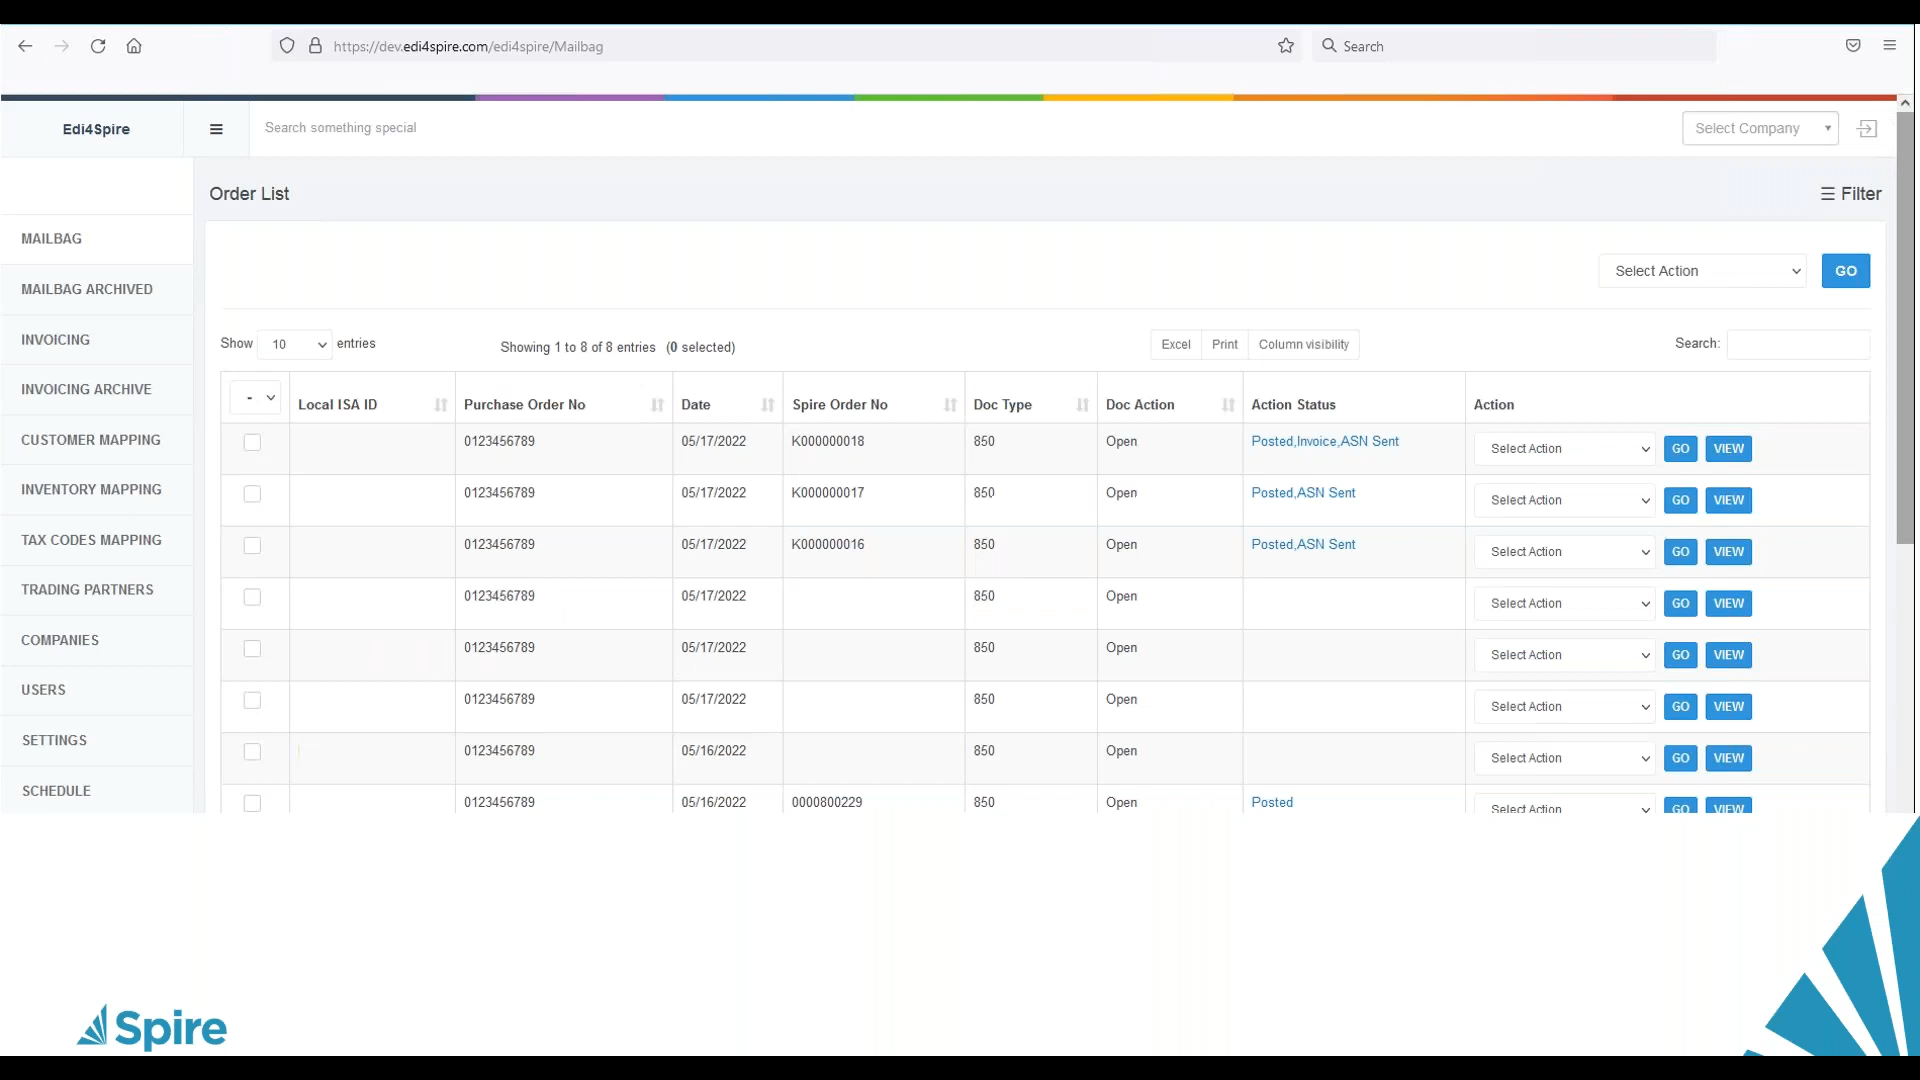 https://dev.edi4spire.com/edi4spire/Mailbag Search
Edi4Spire Search something special Select Company
Order List Filter
MAILBAG
MAILBAG ARCHIVED
INVOICING
INVOICING ARCHIVE
CUSTOMER MAPPING
INVENTORY MAPPING
TAX CODES MAPPING
TRADING PARTNERS
COMPANIES
USERS
SETTINGS
SCHEDULE
Select Action GO
Show 10 entries Showing 1 to 8 of 8 entries (0 selected) Excel Print Column visibility Search:
- Local ISA ID Purchase Order No Date Spire Order No Doc Type Doc Action Action Status Action
0123456789 05/17/2022 K000000018 850 Open Posted,Invoice,ASN Sent Select Action GO VIEW
0123456789 05/17/2022 K000000017 850 Open Posted,ASN Sent Select Action GO VIEW
0123456789 05/17/2022 K000000016 850 Open Posted,ASN Sent Select Action GO VIEW
0123456789 05/17/2022 850 Open Select Action GO VIEW
0123456789 05/17/2022 850 Open Select Action GO VIEW
0123456789 05/17/2022 850 Open Select Action GO VIEW
0123456789 05/16/2022 850 Open Select Action GO VIEW
0123456789 05/16/2022 0000800229 850 Open Posted Select Action GO VIEW
Spire